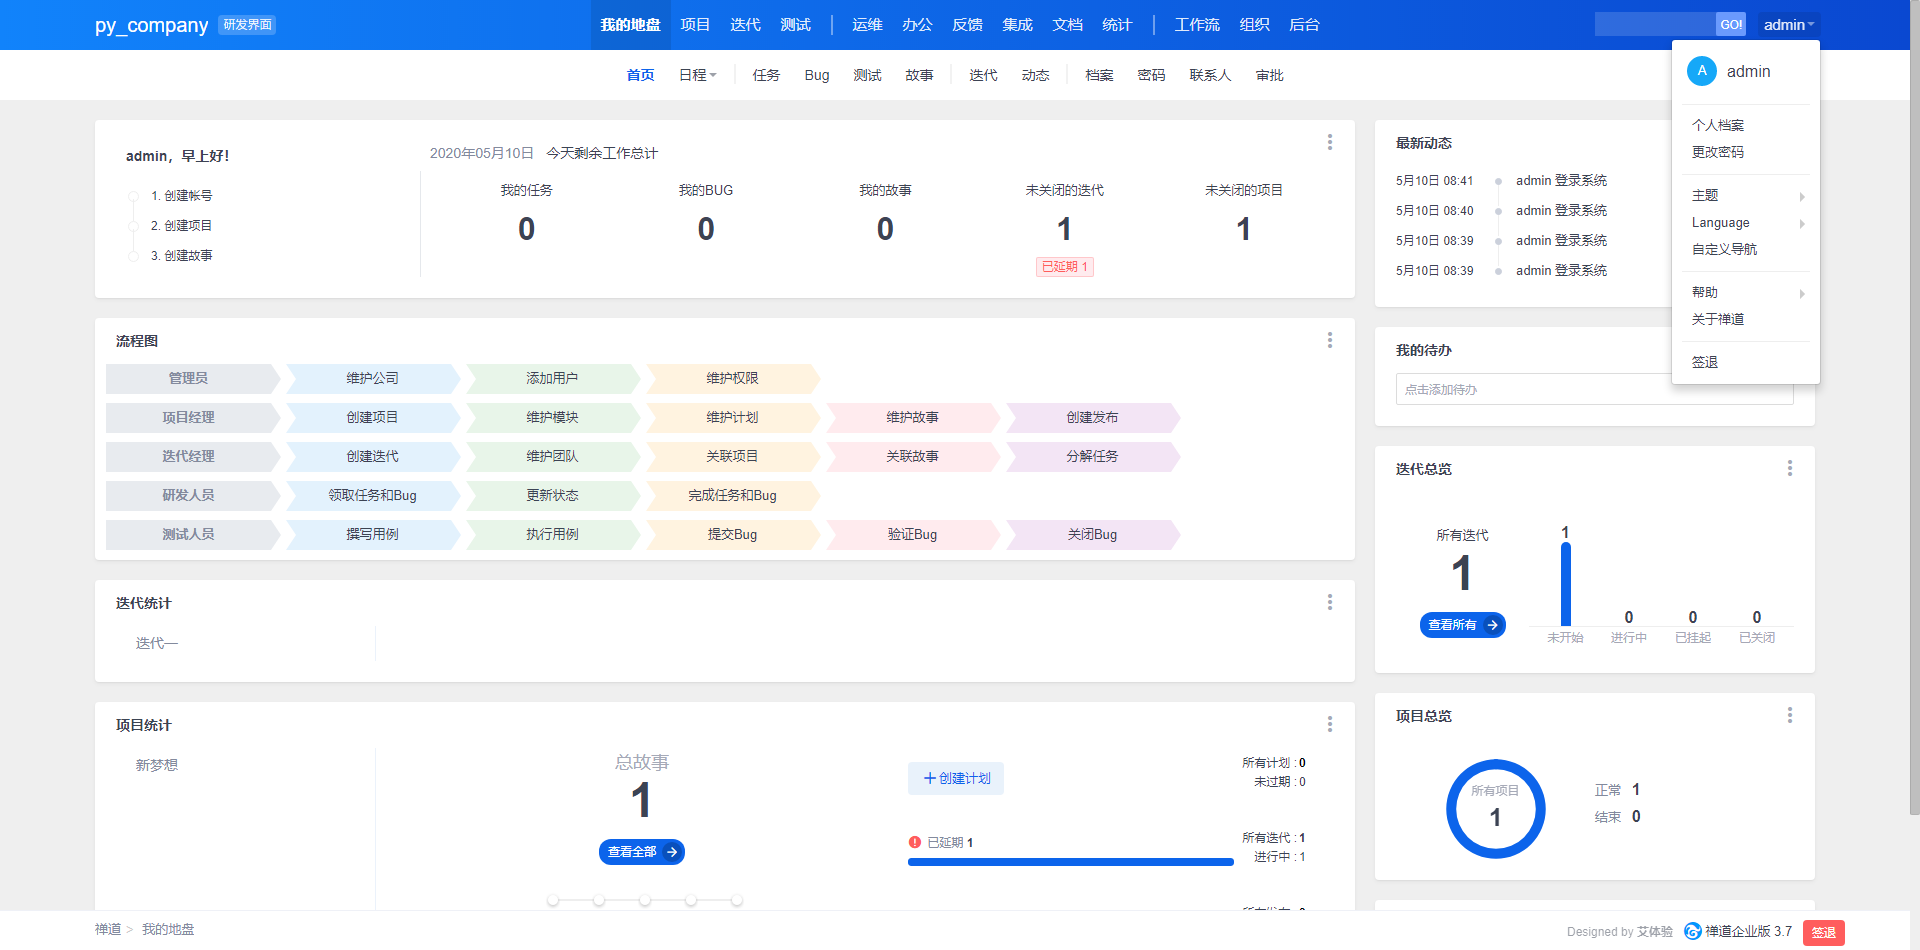 py_company 研发界面 我的地盘 项目 迭代 测试 运维 办公 反馈 集成 文档 统计 工作流 组织 后台 GO! admin
首页 日程 任务 Bug 测试 故事 迭代 动态 档案 密码 联系人 审批
A admin
个人档案
更改密码
主题
Language
自定义导航
帮助
关于禅道
签退
admin，早上好!
1. 创建帐号
2. 创建项目
3. 创建故事
2020年05月10日 今天剩余工作总计
我的任务 我的BUG 我的故事 未关闭的迭代 未关闭的项目
0 0 0 1 1
已延期 1
最新动态
5月10日 08:41 admin 登录系统
5月10日 08:40 admin 登录系统
5月10日 08:39 admin 登录系统
5月10日 08:39 admin 登录系统
流程图
管理员 维护公司 添加用户 维护权限
项目经理 创建项目 维护模块 维护计划 维护故事 创建发布
迭代经理 创建迭代 维护团队 关联项目 关联故事 分解任务
研发人员 领取任务和Bug 更新状态 完成任务和Bug
测试人员 撰写用例 执行用例 提交Bug 验证Bug 关闭Bug
我的待办
点击添加待办
迭代总览
所有迭代
1
查看所有
1 0 0 0
未开始 进行中 已挂起 已关闭
迭代统计
迭代一
项目统计
新梦想
总故事
1
查看全部
创建计划
所有计划 : 0
未过期 : 0
已延期 1
所有迭代 : 1
进行中 : 1
项目总览
所有项目
1
正常 1
结束 0
禅道 > 我的地盘
Designed by 艾体验 禅道企业版 3.7 签退